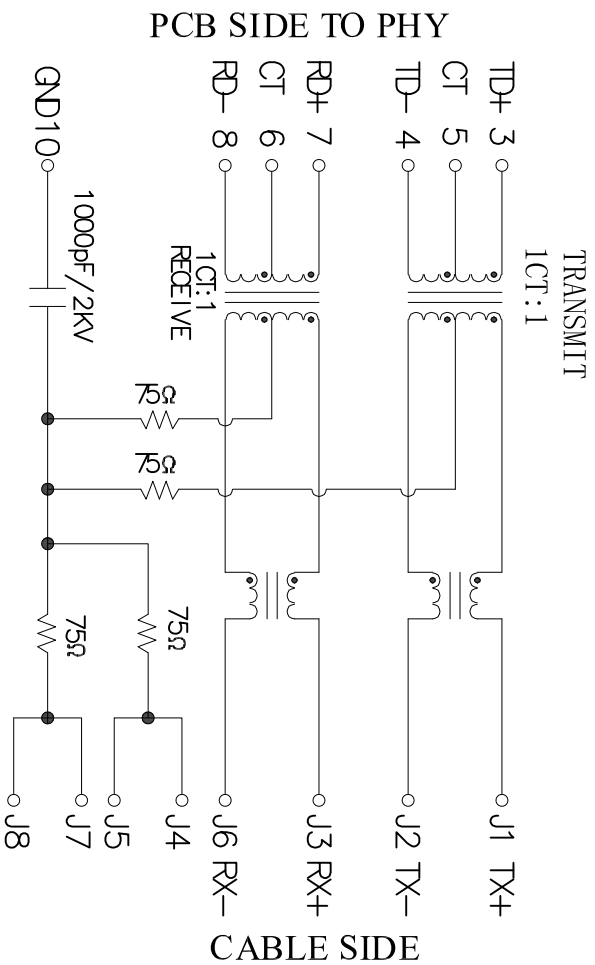 PCB SIDE TO PHY
GND10
RD- 8
CT 6
RD+ 7
TD- 4
CT 5
TD+ 3
1000pF/2KV
1CT:1
RECEIVE
TRANSMIT
1CT:1
75Ω
75Ω
75Ω
75Ω
J8
J7
J5
J4
J6 RX-
J3 RX+
J2 TX-
J1 TX+
CABLE SIDE